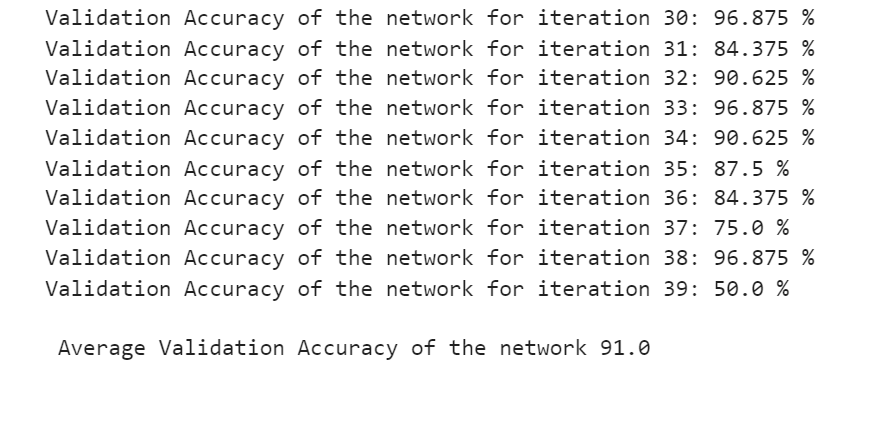 Validation Accuracy of the network for iteration 30: 96.875 %
Validation Accuracy of the network for iteration 31: 84.375 %
Validation Accuracy of the network for iteration 32: 90.625 %
Validation Accuracy of the network for iteration 33: 96.875 %
Validation Accuracy of the network for iteration 34: 90.625 %
Validation Accuracy of the network for iteration 35: 87.5 %
Validation Accuracy of the network for iteration 36: 84.375 %
Validation Accuracy of the network for iteration 37: 75.0 %
Validation Accuracy of the network for iteration 38: 96.875 %
Validation Accuracy of the network for iteration 39: 50.0 %
Average Validation Accuracy of the network 91.0